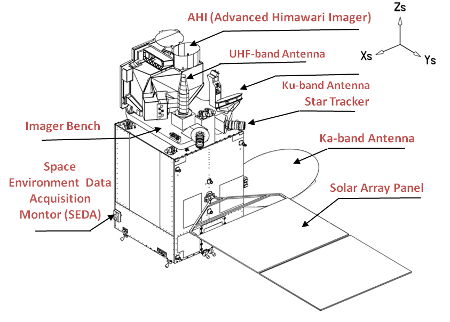 Zs
AHI (Advanced Himawari Imager)
Xs
Ys
UHF-band Antenna
Ku-band Antenna
Star Tracker
Imager Bench
Ka-band Antenna
Space
Environment Data
Acquisition
Montor (SEDA)
Solar Array Panel